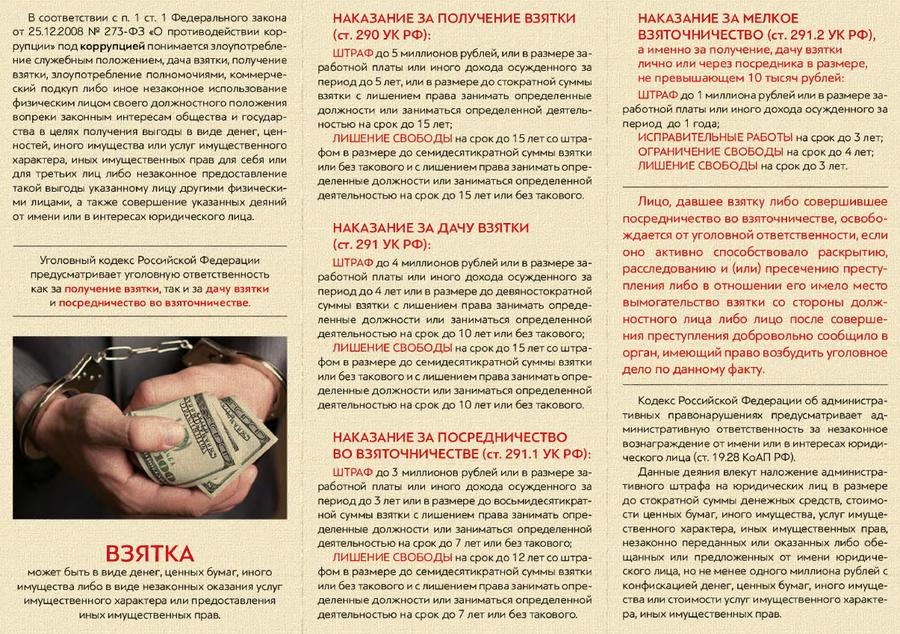 В соответствии с п. 1 ст. 1 Федерального закона
от 25.12.2008 № 273-ФЗ «О противодействии кор-
рупции» под коррупцией понимается злоупотребле-
ние служебным положением, дача взятки, получение
взятки, злоупотребление полномочиями, коммерче-
ский подкуп либо иное незаконное использование
физическим лицом своего должностного положения
вопреки законным интересам общества и государ-
ства в целях получения выгоды в виде денег, цен-
ностей, иного имущества или услуг имущественного
характера, иных имущественных прав для себя или
для третьих лиц либо незаконное предоставление
такой выгоды указанному лицу другими физически-
ми лицами, а также совершение указанных деяний
от имени или в интересах юридического лица.
Уголовный кодекс Российской Федерации
предусматривает уголовную ответственность
как за получение взятки, так и за дачу взятки
и посредничество во взяточничестве.
ВЗЯТКА
может быть в виде денег, ценных бумаг, иного
имущества либо в виде незаконных оказания услуг
имущественного характера или предоставления
иных имущественных прав.
НАКАЗАНИЕ ЗА ПОЛУЧЕНИЕ ВЗЯТКИ
(ст. 290 УК РФ):
ШТРАФ до 5 миллионов рублей, или в размере за-
работной платы или иного дохода осужденного за
период до 5 лет, или в размере до стократной суммы
взятки с лишением права занимать определенные
должности или заниматься определенной деятель-
ностью на срок до 15 лет;
ЛИШЕНИЕ СВОБОДЫ на срок до 15 лет со штра-
фом в размере до семидесятикратной суммы взятки
или без такового и с лишением права занимать опре-
деленные должности или заниматься определенной
деятельностью на срок до 15 лет или без такового.
НАКАЗАНИЕ ЗА ДАЧУ ВЗЯТКИ
(ст. 291 УК РФ):
ШТРАФ до 4 миллионов рублей, или в размере за-
работной платы или иного дохода осужденного за
период до 4 лет или в размере до девяностократной
суммы взятки с лишением права занимать опреде-
ленные должности или заниматься определенной
деятельностью на срок до 10 лет или без такового;
ЛИШЕНИЕ СВОБОДЫ на срок до 15 лет со штра-
фом в размере до семидесятикратной суммы взятки
или без такового и с лишением права занимать опре-
деленные должности или заниматься определенной
деятельностью на срок до 10 лет или без такового.
НАКАЗАНИЕ ЗА ПОСРЕДНИЧЕСТВО
ВО ВЗЯТОЧНИЧЕСТВЕ (ст. 291.1 УК РФ):
ШТРАФ до 3 миллионов рублей или в размере за-
работной платы или иного дохода осужденного за
период до 3 лет или в размере до восьмидесятикрат-
ной суммы взятки с лишением права занимать опре-
деленные должности или заниматься определенной
деятельностью на срок до 7 лет или без такового;
ЛИШЕНИЕ СВОБОДЫ на срок до 12 лет со штра-
фом в размере до семидесятикратной суммы взятки
или без такового и с лишением права занимать опре-
деленные должности или заниматься определенной
деятельностью на срок до 7 лет или без такового.
НАКАЗАНИЕ ЗА МЕЛКОЕ
ВЗЯТОЧНИЧЕСТВО (ст. 291.2 УК РФ),
а именно за получение, дачу взятки
лично или через посредника в размере,
не превышающем 10 тысяч рублей:
ШТРАФ до 1 миллиона рублей или в размере за-
работной платы или иного дохода осужденного за
период до 1 года;
ИСПРАВИТЕЛЬНЫЕ РАБОТЫ на срок до 3 лет;
ОГРАНИЧЕНИЕ СВОБОДЫ на срок до 4 лет;
ЛИШЕНИЕ СВОБОДЫ на срок до 3 лет.
Лицо, давшее взятку либо совершившее
посредничество во взяточничестве, освобо-
ждается от уголовной ответственности, если
оно активно способствовало раскрытию,
расследованию и (или) пресечению престу-
пления либо в отношении его имело место
вымогательство взятки со стороны долж-
ностного лица либо лицо после соверше-
ния преступления добровольно сообщило в
орган, имеющий право возбудить уголовное
дело по данному факту.
Кодекс Российской Федерации об администра-
тивных правонарушениях предусматривает ад-
министративную ответственность за незаконное
вознаграждение от имени или в интересах юриди-
ческого лица (ст. 19.28 КоАП РФ).
Данные деяния влекут наложение администра-
тивного штрафа на юридических лиц в размере
до стократной суммы денежных средств, стоимо-
сти ценных бумаг, иного имущества, услуг имуще-
ственного характера, иных имущественных прав,
незаконно переданных или оказанных либо обе-
щанных или предложенных от имени юридиче-
ского лица, но не менее одного миллиона рублей с
конфискацией денег, ценных бумаг, иного имуще-
ства или стоимости услуг имущественного характе-
ра, иных имущественных прав.